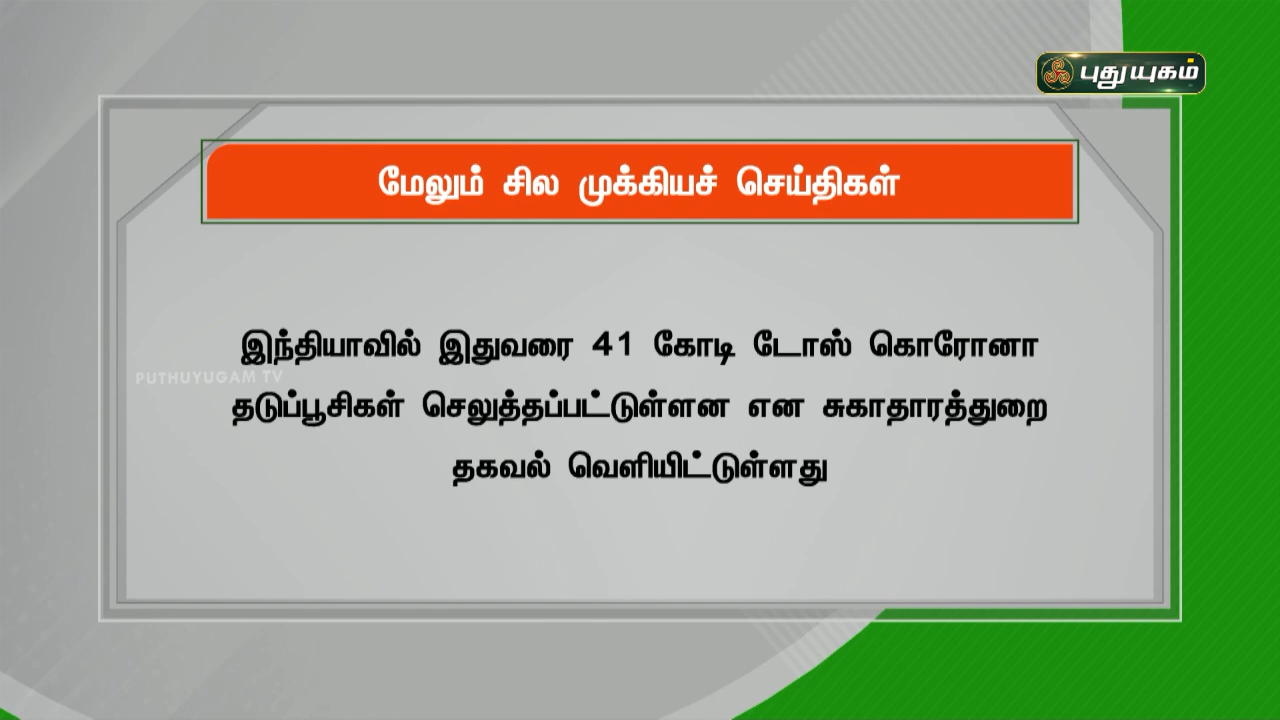 புதுயுகம்
மேலும் சில முக்கியச் செய்திகள்
இந்தியாவில் இதுவரை 41 கோடி டோஸ் கொரோனா
PUTHUYUGAM TV
தடுப்பூசிகள் செலுத்தப்பட்டுள்ளன என சுகாதாரத்துறை
தகவல் வெளியிட்டுள்ளது